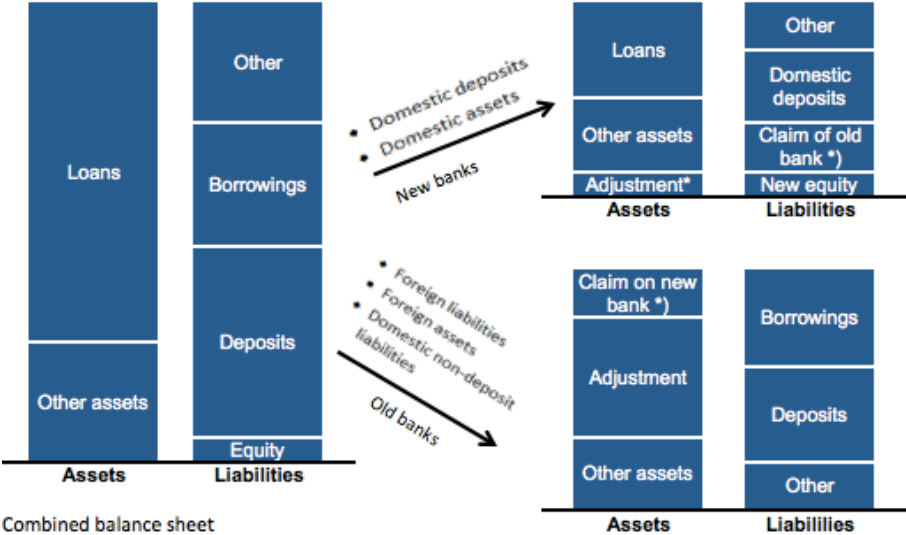 Loans
Other assets
Assets
Other
Borrowings
Deposits
Equity
Liabilities
Combined balance sheet
• Domestic deposits
• Domestic assets
New banks
• Foreign liabilities
• Foreign assets
• Domestic non-deposit
liabilities
Old banks
Loans
Other assets
Adjustment*
Assets
Other
Domestic
deposits
Claim of old
bank *)
New equity
Liabilities
Claim on new
bank *)
Adjustment
Other assets
Assets
Borrowings
Deposits
Other
Liabililies